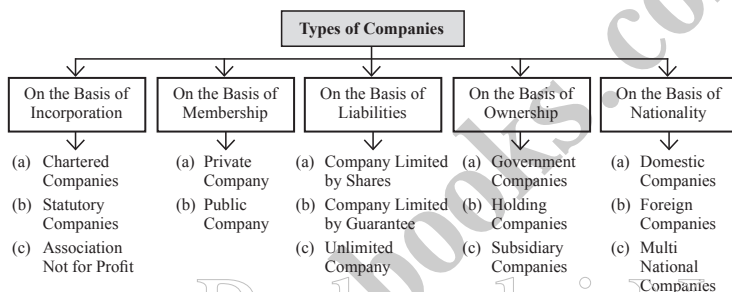 Types of Companies
On the Basis of
Incorporation
(a) Chartered
Companies
(b) Statutory
Companies
(c) Association
Not for Profit
On the Basis of
Membership
(a) Private
Company
(b) Public
Company
On the Basis of
Liabilities
(a) Company Limited
by Shares
(b) Company Limited
by Guarantee
(c) Unlimited
Company
On the Basis of
Ownership
(a) Government
Companies
(b) Holding
Companies
(c) Subsidiary
Companies
On the Basis of
Nationality
(a) Domestic
Companies
(b) Foreign
Companies
(c) Multi
National
Companies